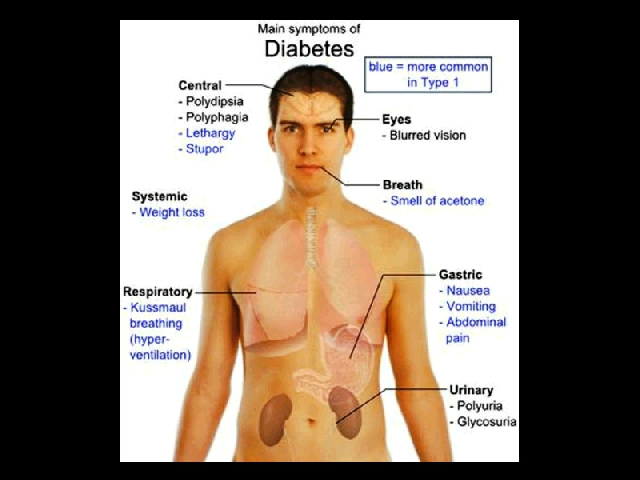 Main symptoms of
Diabetes
blue = more common
in Type 1
Central
- Polydipsia
- Polyphagia
- Lethargy
- Stupor
Eyes
- Blurred vision
Breath
- Smell of acetone
Systemic
- Weight loss
Gastric
- Nausea
- Vomiting
- Abdominal
pain
Respiratory
- Kussmaul
breathing
(hyper-
ventilation)
Urinary
- Polyuria
- Glycosuria